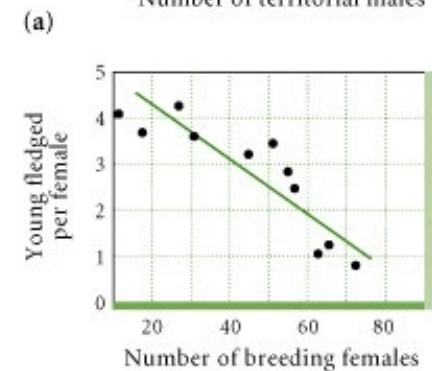 Number of territorial males
(a)
5
4
3
2
1
0
Young fledged
per female
20 40 60 80
Number of breeding females